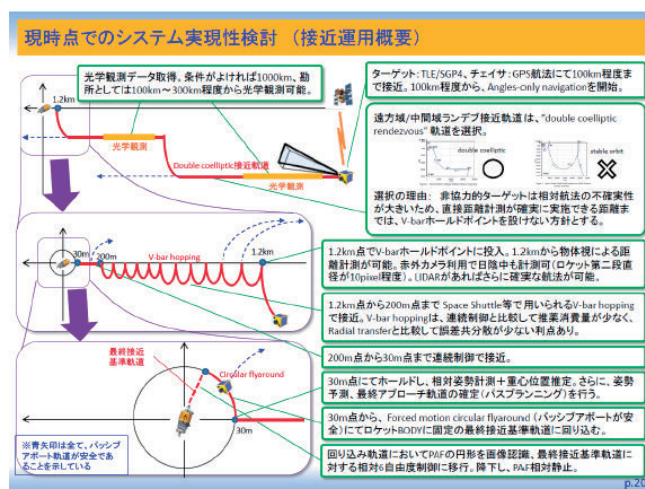 現時点でのシステム実現性検討 (接近運用概要)
光学観測データ取得。条件がよければ1000km、勘
所としては100km～300km程度から光学観測可能。
ターゲット:TLE/SGP4、チェイサ:GPS航法にて100km程度ま
で接近。100km程度から、Angles-only navigationを開始。
1.2km
光学観測
Double coelliptic接近軌道
光学観測
遠方域/中間域ランデブ接近軌道は、"double coelliptic
rendezvous" 軌道を選択。
double coelliptic
stable orbit
選択の理由: 非協力的ターゲットは相対航法の不確実性
が大きいため、直接距離計測が確実に実施できる距離ま
では、V-barホールドポイントを設けない方針とする。
30m
200m
V-bar hopping
1.2km
1.2km点でV-barホールドポイントに投入。1.2kmから物体視による距
離計測が可能。赤外カメラ利用で日陰中も計測可(ロケット第二段直
径が10pixel程度)。LIDARがあればさらに確実な航法が可能。
1.2km点から200m点まで Space Shuttle等で用いられるV-bar hopping
で接近。V-bar hoppingは、連続制御と比較して推薬消費量が少なく、
Radial transferと比較して誤差共分散が少ない利点あり。
200m点から30m点まで連続制御で接近。
最終接近
基準軌道
Circular flyaround
30m
30m点にてホールドし、相対姿勢計測+重心位置推定。さらに、姿勢
予測、最終アプローチ軌道の確定(パスプランニング)を行う。
30m点から、Forced motion circular flyaround (パッシブアボートが安
全)にてロケットBODYに固定の最終接近基準軌道に回り込む。
回り込み軌道においてPAFの円形を画像認識、最終接近基準軌道に
対する相対6自由度制御に移行。降下し、PAF相対静止。
※青矢印は全て、パッシブ
アボート軌道が安全であ
ることを示している
p.20